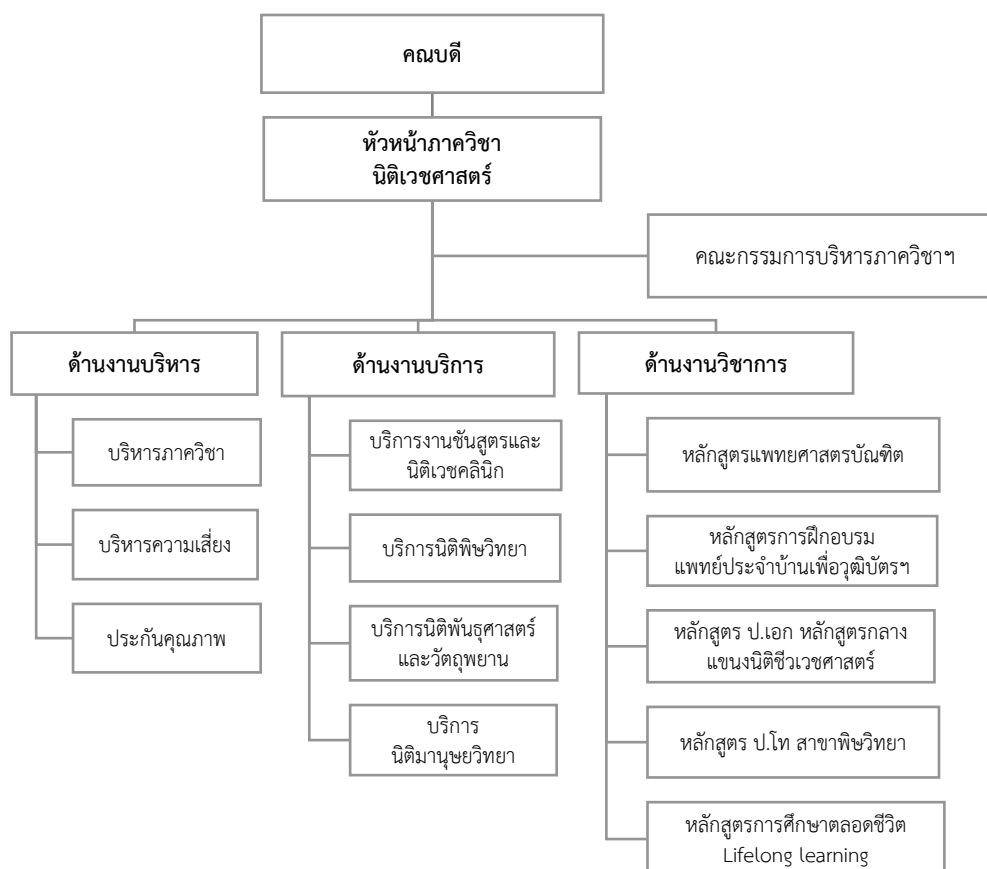 คณบดี
หัวหน้าภาควิชา
นิติเวชศาสตร์
คณะกรรมการบริหารภาควิชาฯ
ด้านงานบริหาร
บริหารภาควิชา
บริหารความเสี่ยง
ประกันคุณภาพ
ด้านงานบริการ
บริการงานชันสูตรและ
นิติเวชคลินิก
บริการนิติพิษวิทยา
บริการนิติพันธุศาสตร์
และวัตถุพยาน
บริการ
นิติมานุษยวิทยา
ด้านงานวิชาการ
หลักสูตรแพทยศาสตรบัณฑิต
หลักสูตรการฝึกอบรม
แพทย์ประจำบ้านเพื่อวุฒิบัตรฯ
หลักสูตร ป.เอก หลักสูตรกลาง
แขนงนิติชีวเวชศาสตร์
หลักสูตร ป.โท สาขาพิษวิทยา
หลักสูตรการศึกษาตลอดชีวิต
Lifelong learning